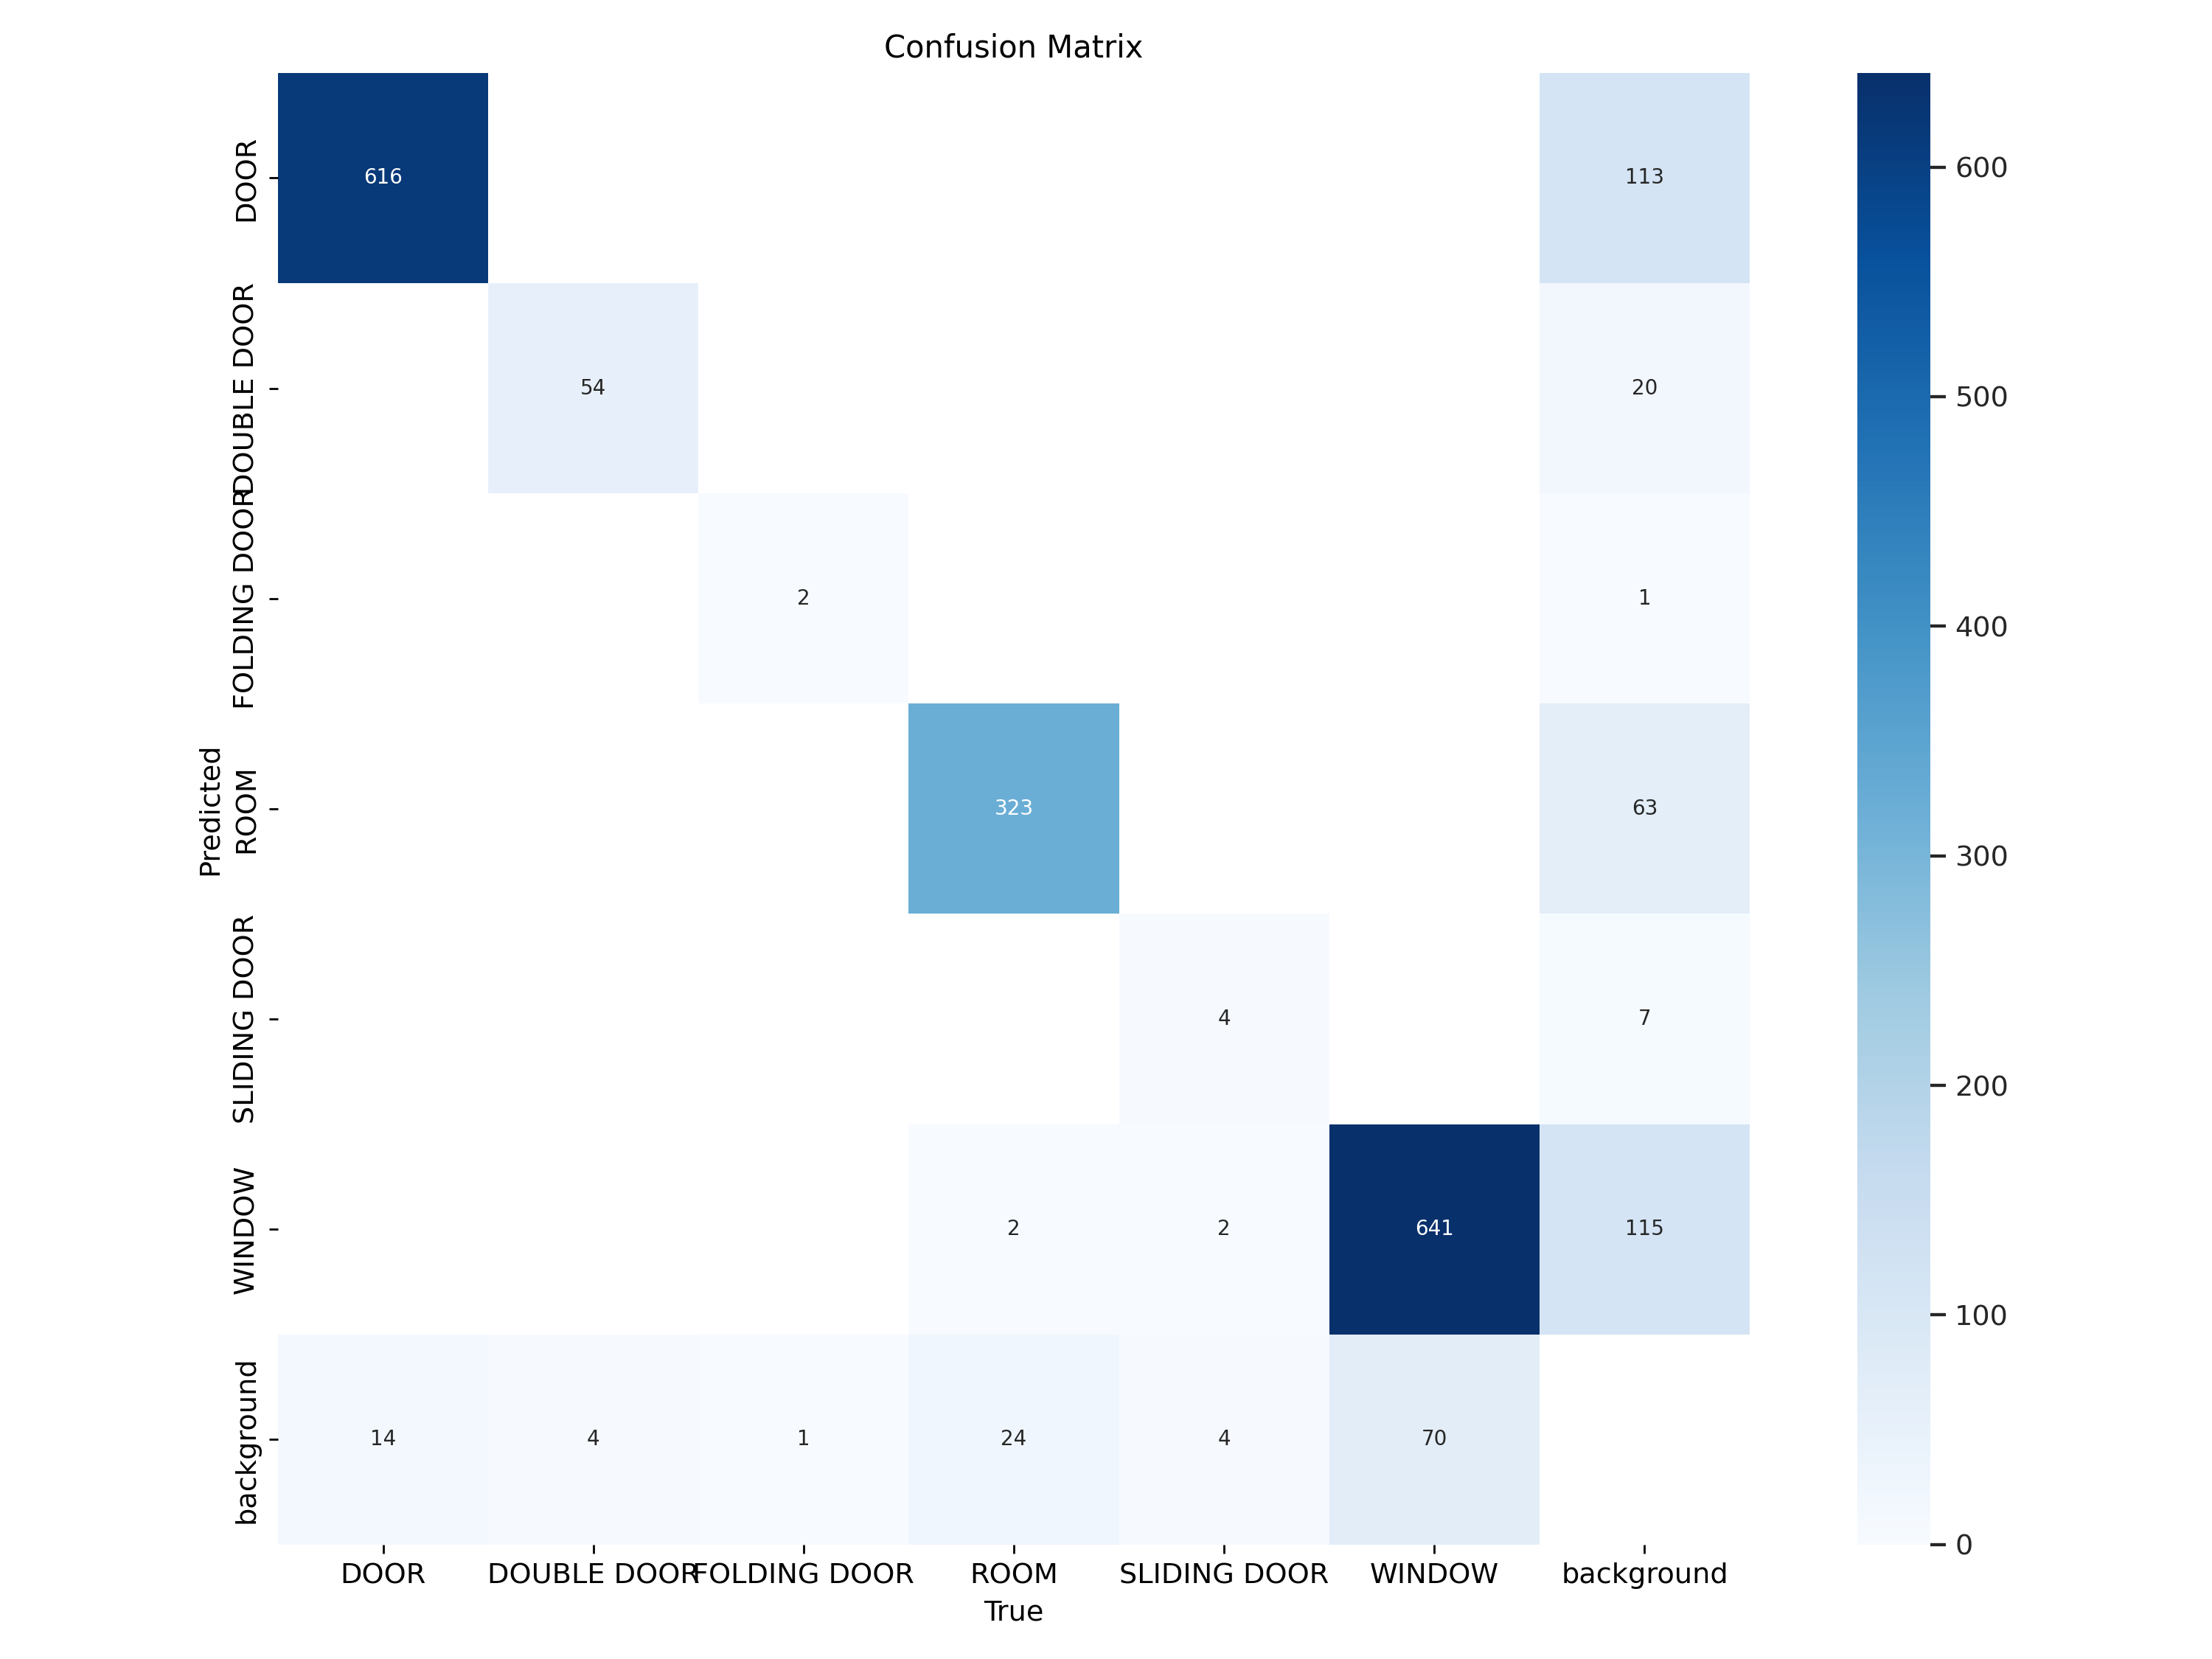 Confusion Matrix
DOOR
616
113
600
DOUBLE DOOR
54
20
500
FOLDING DOOR
2
1
400
Predicted
ROOM
323
63
300
SLIDING DOOR
4
7
200
WINDOW
2
2
641
115
100
background
14
4
1
24
4
70
0
DOOR
DOUBLE DOOR
FOLDING DOOR
ROOM
SLIDING DOOR
WINDOW
background
True